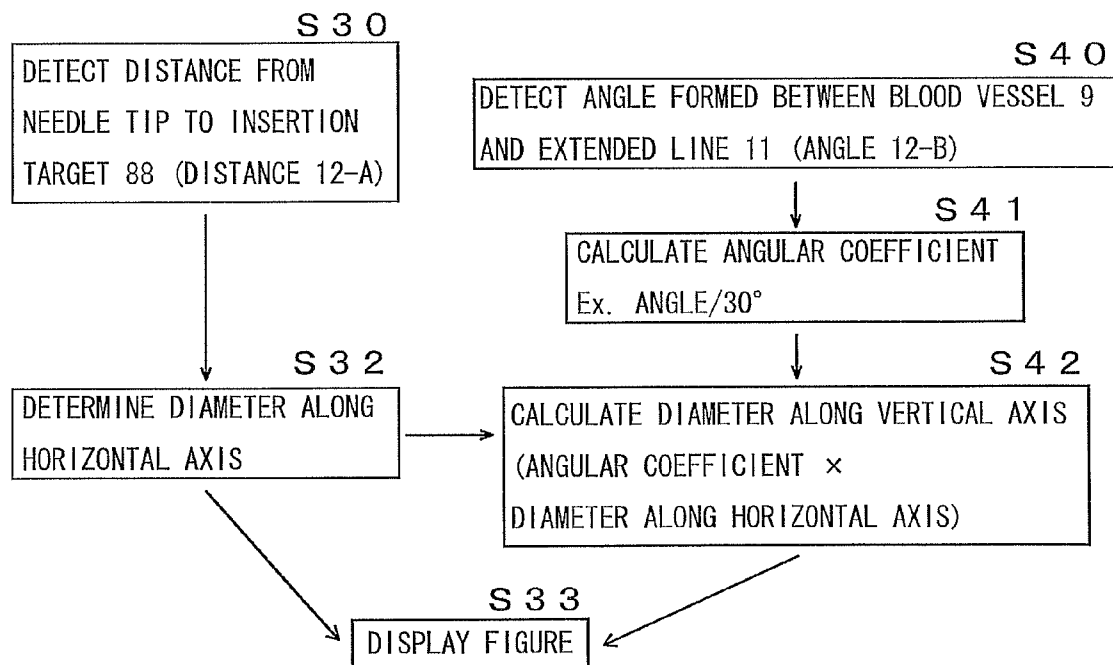 S30
DETECT DISTANCE FROM
NEEDLE TIP TO INSERTION
TARGET 88 (DISTANCE 12-A)
S40
DETECT ANGLE FORMED BETWEEN BLOOD VESSEL 9
AND EXTENDED LINE 11 (ANGLE 12-B)
S41
CALCULATE ANGULAR COEFFICIENT
Ex. ANGLE/30°
S32
DETERMINE DIAMETER ALONG
HORIZONTAL AXIS
S42
CALCULATE DIAMETER ALONG VERTICAL AXIS
(ANGULAR COEFFICIENT ×
DIAMETER ALONG HORIZONTAL AXIS)
S33
DISPLAY FIGURE